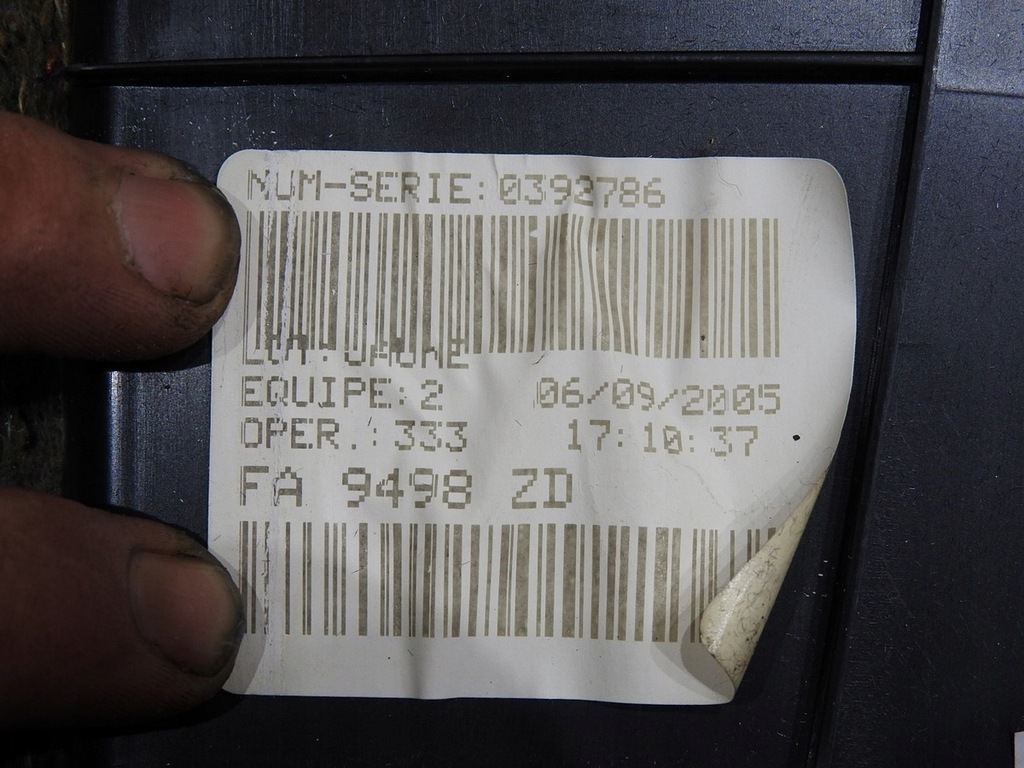 NUM-SERIE: 0392786
EQUIPE: 2 06/09/2005
OPER. : 333 17:10:37
FA 9498 ZD